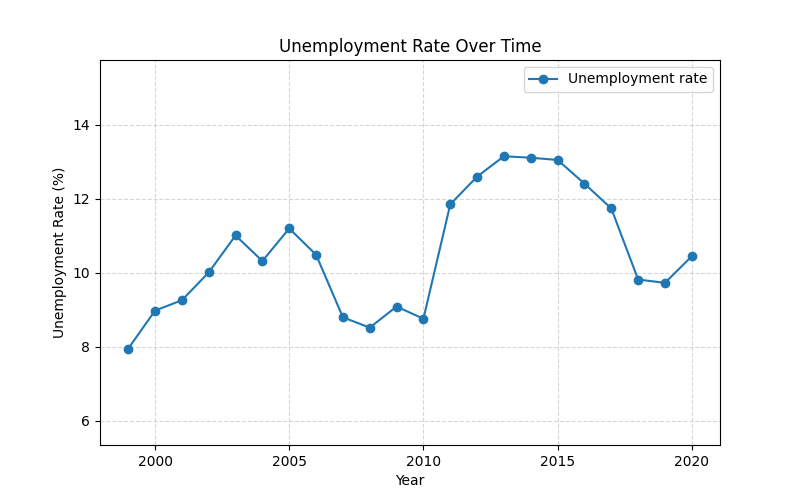 Unemployment Rate Over Time
Unemployment rate
Unemployment Rate (%)
14
12
10
8
6
2000 2005 2010 2015 2020
Year